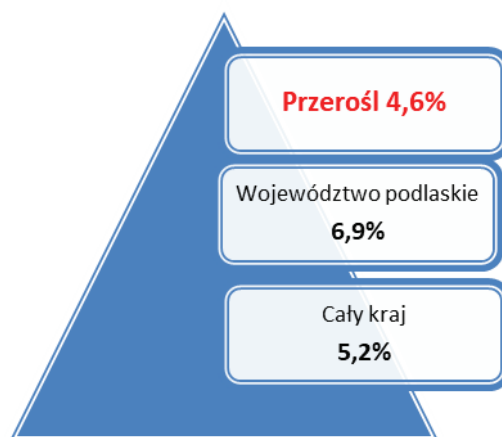 Przerośl 4,6%
Województwo podlaskie
6,9%
Cały kraj
5,2%